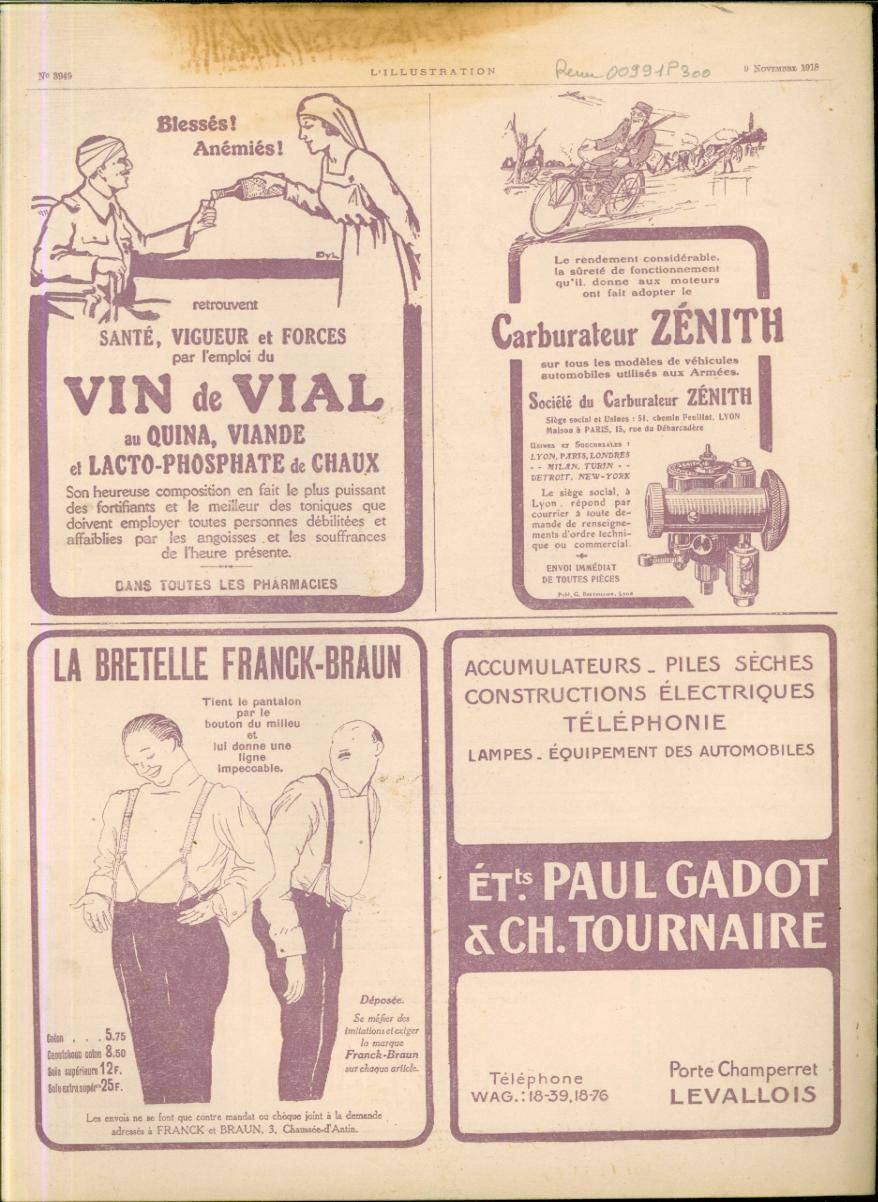 No 3949
L'ILLUSTRATION
Remu 00991P300
9 Novembre 1918
Blessés!
Anémiés!
DYL
retrouvent
SANTÉ, VIGUEUR et FORCES
par l'emploi du
VIN de VIAL
au QUINA, VIANDE
et LACTO-PHOSPHATE de CHAUX
Son heureuse composition en fait le plus puissant
des fortifiants et le meilleur des toniques que
doivent employer toutes personnes débilitées et
affaiblies par les angoisses et les souffrances
de l'heure présente.
DANS TOUTES LES PHARMACIES
Le rendement considérable,
la sûreté de fonctionnement
qu'il donne aux moteurs
ont fait adopter le
Carburateur ZÉNITH
sur tous les modèles de véhicules
automobiles utilisés aux Armées.
Société du Carburateur ZÉNITH
Siège social et Usines : 51, chemin Feuillat, LYON
Maison à PARIS, 15, rue du Débarcadère
Usines et Succursales :
LYON, PARIS, LONDRES
- - MILAN, TURIN - -
DETROIT, NEW-YORK
Le siège social, à
Lyon, répond par
courrier à toute de-
mande de renseigne-
ments d'ordre techni-
que ou commercial.
ENVOI IMMÉDIAT
DE TOUTES PIÈCES
Publ. G. Lyon
LA BRETELLE FRANCK-BRAUN
Tient le pantalon
par le
bouton du milieu
et
lui donne une
ligne
impeccable.
Coton . . . . 5.75
Caoutchouc coton 8.50
Soie supérieure 12 F.
Soie extra supérre 25 F.
Déposée.
Se méfier des
imitations et exiger
la marque
Franck-Braun
sur chaque article.
Les envois ne se font que contre mandat ou chèque joint à la demande
adressés à FRANCK et BRAUN, 3, Chaussée-d'Antin.
ACCUMULATEURS - PILES SÈCHES
CONSTRUCTIONS ÉLECTRIQUES
TÉLÉPHONIE
LAMPES - ÉQUIPEMENT DES AUTOMOBILES
ÉTts. PAUL GADOT
& CH. TOURNAIRE
Téléphone
WAG.: 18-39, 18-76
Porte Champerret
LEVALLOIS